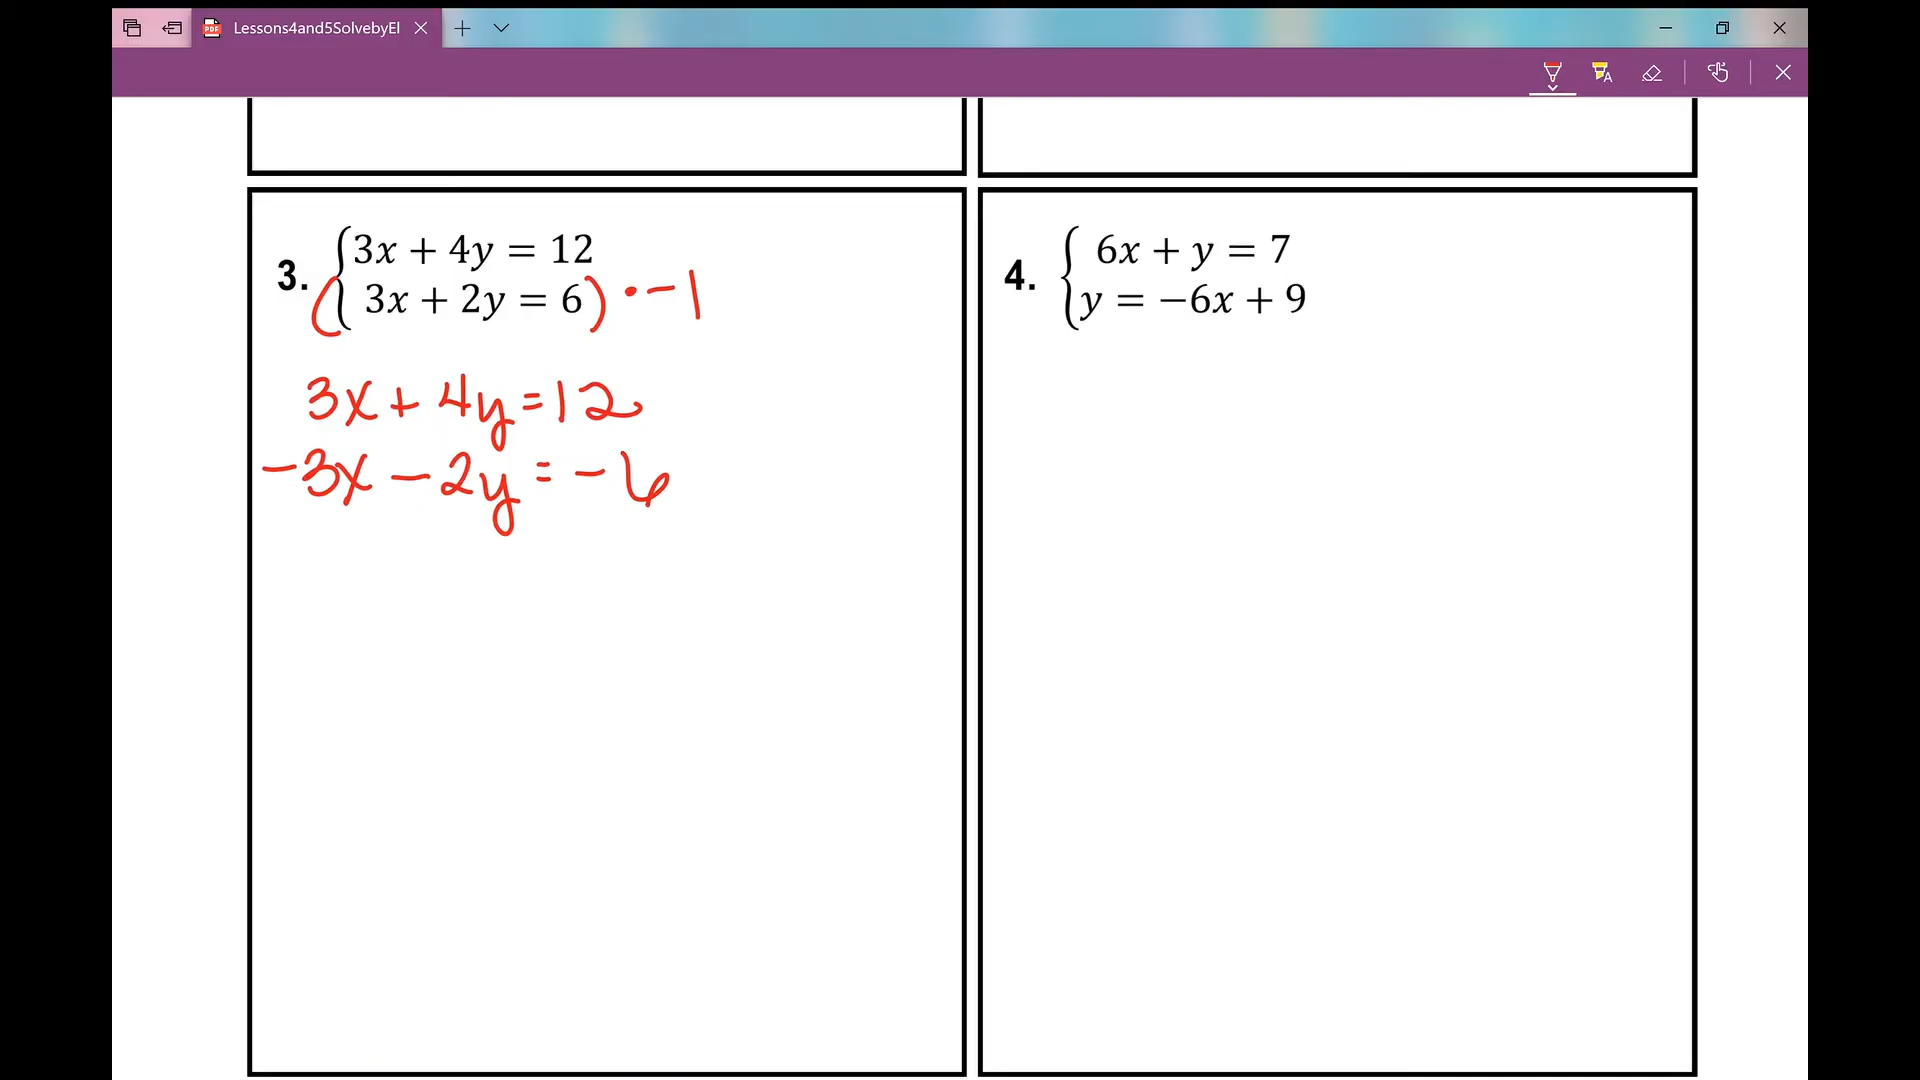 Lessons4and5SolvebyEl
3. {3x + 4y = 12
(3x + 2y = 6) · -1
3x + 4y = 12
-3x - 2y = -6
4. {6x + y = 7
y = −6x + 9